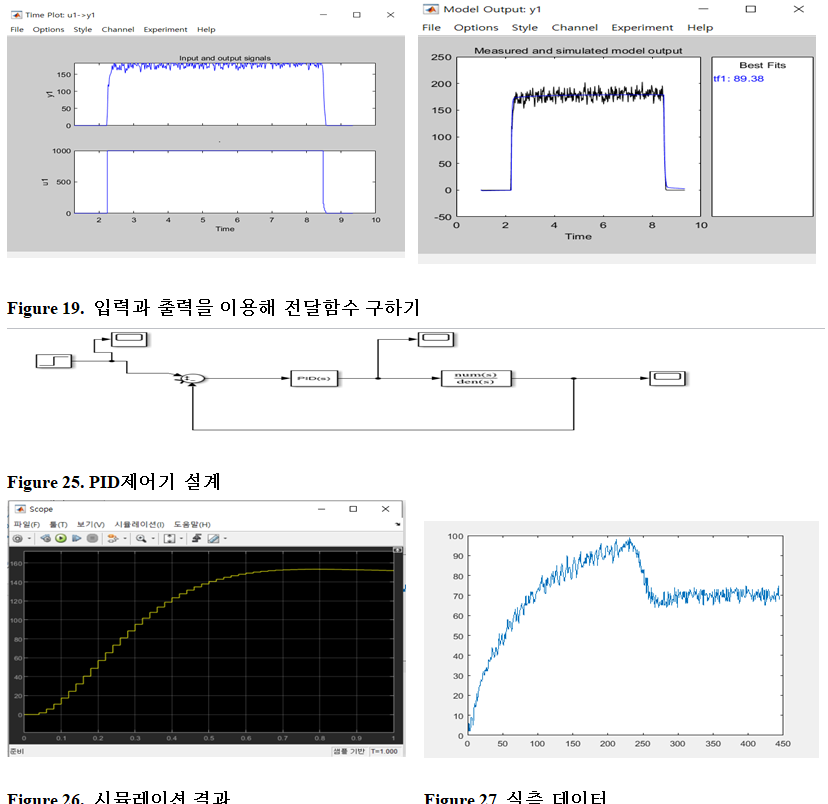 Time Plot: u1->y1
File Options Style Channel Experiment Help
Input and output signals
150
100
50
0
y1
1000
500
0
u1
2 3 4 5 6 7 8 9 10
Time
Model Output: y1
File Options Style Channel Experiment Help
Measured and simulated model output
250
200
150
100
50
0
-50
0 2 4 6 8 10
Time
Best Fits
tf1: 89.38
Figure 19. 입력과 출력을 이용해 전달함수 구하기
PID(s)
num(s)
den(s)
Figure 25. PID제어기 설계
Scope
파일(F) 툴(T) 보기(V) 시뮬레이션(I) 도움말(H)
160
140
120
100
80
60
40
20
0
0 0.1 0.2 0.3 0.4 0.5 0.6 0.7 0.8 0.9 1
준비 샘플 기반 T=1.000
100
90
80
70
60
50
40
30
20
10
0
0 50 100 150 200 250 300 350 400 450
Figure 26. 시뮬레이션 결과
Figure 27. 실측 데이터